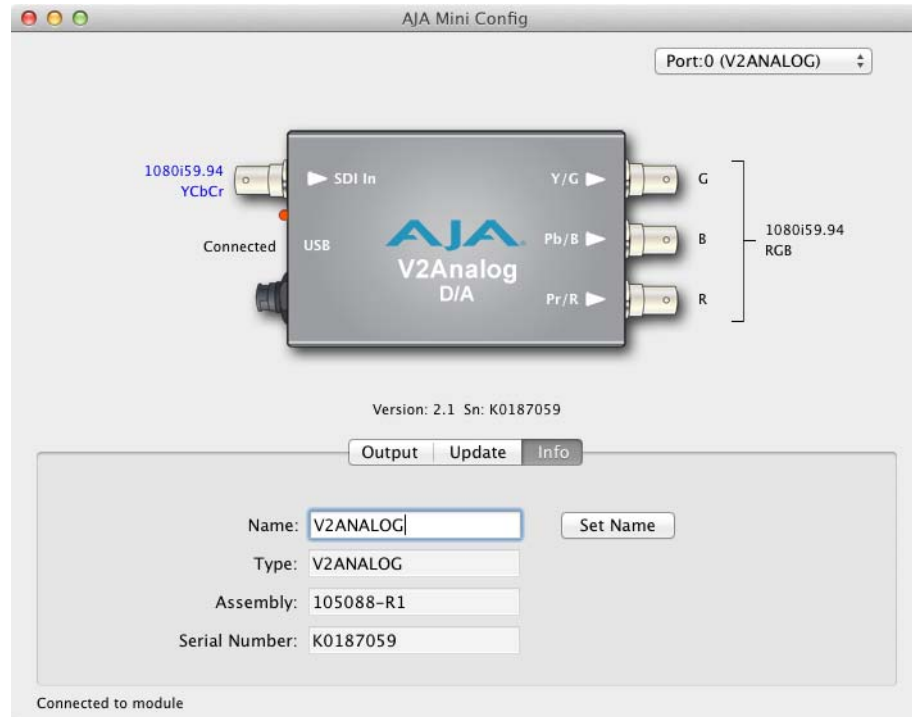 AJA Mini Config
Port:0 (V2ANALOG)
1080i59.94
YCbCr
SDI In
Y/G
G
Connected
USB
AJA
Pb/B
B
1080i59.94
RGB
V2Analog
D/A
Pr/R
R
Version: 2.1 Sn: K0187059
Output Update Info
Name: V2ANALOG Set Name
Type: V2ANALOG
Assembly: 105088-R1
Serial Number: K0187059
Connected to module